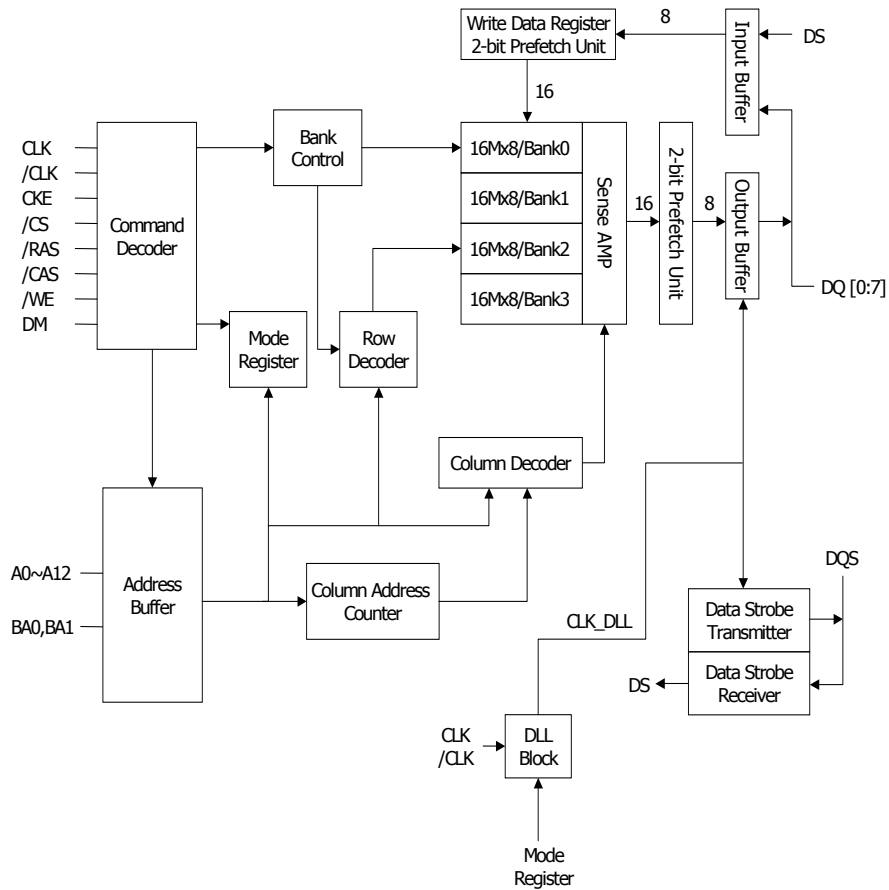 Write Data Register
2-bit Prefetch Unit
8
Input Buffer
DS
16
Bank
Control
CLK
/CLK
CKE
/CS
/RAS
/CAS
/WE
DM
Command
Decoder
16Mx8/Bank0
16Mx8/Bank1
16Mx8/Bank2
16Mx8/Bank3
Sense AMP
16
2-bit Prefetch Unit
8
Output Buffer
DQ [0:7]
Mode
Register
Row
Decoder
Column Decoder
A0~A12
BA0,BA1
Address
Buffer
Column Address
Counter
CLK_DLL
DQS
Data Strobe
Transmitter
Data Strobe
Receiver
DS
CLK
/CLK
DLL
Block
Mode
Register